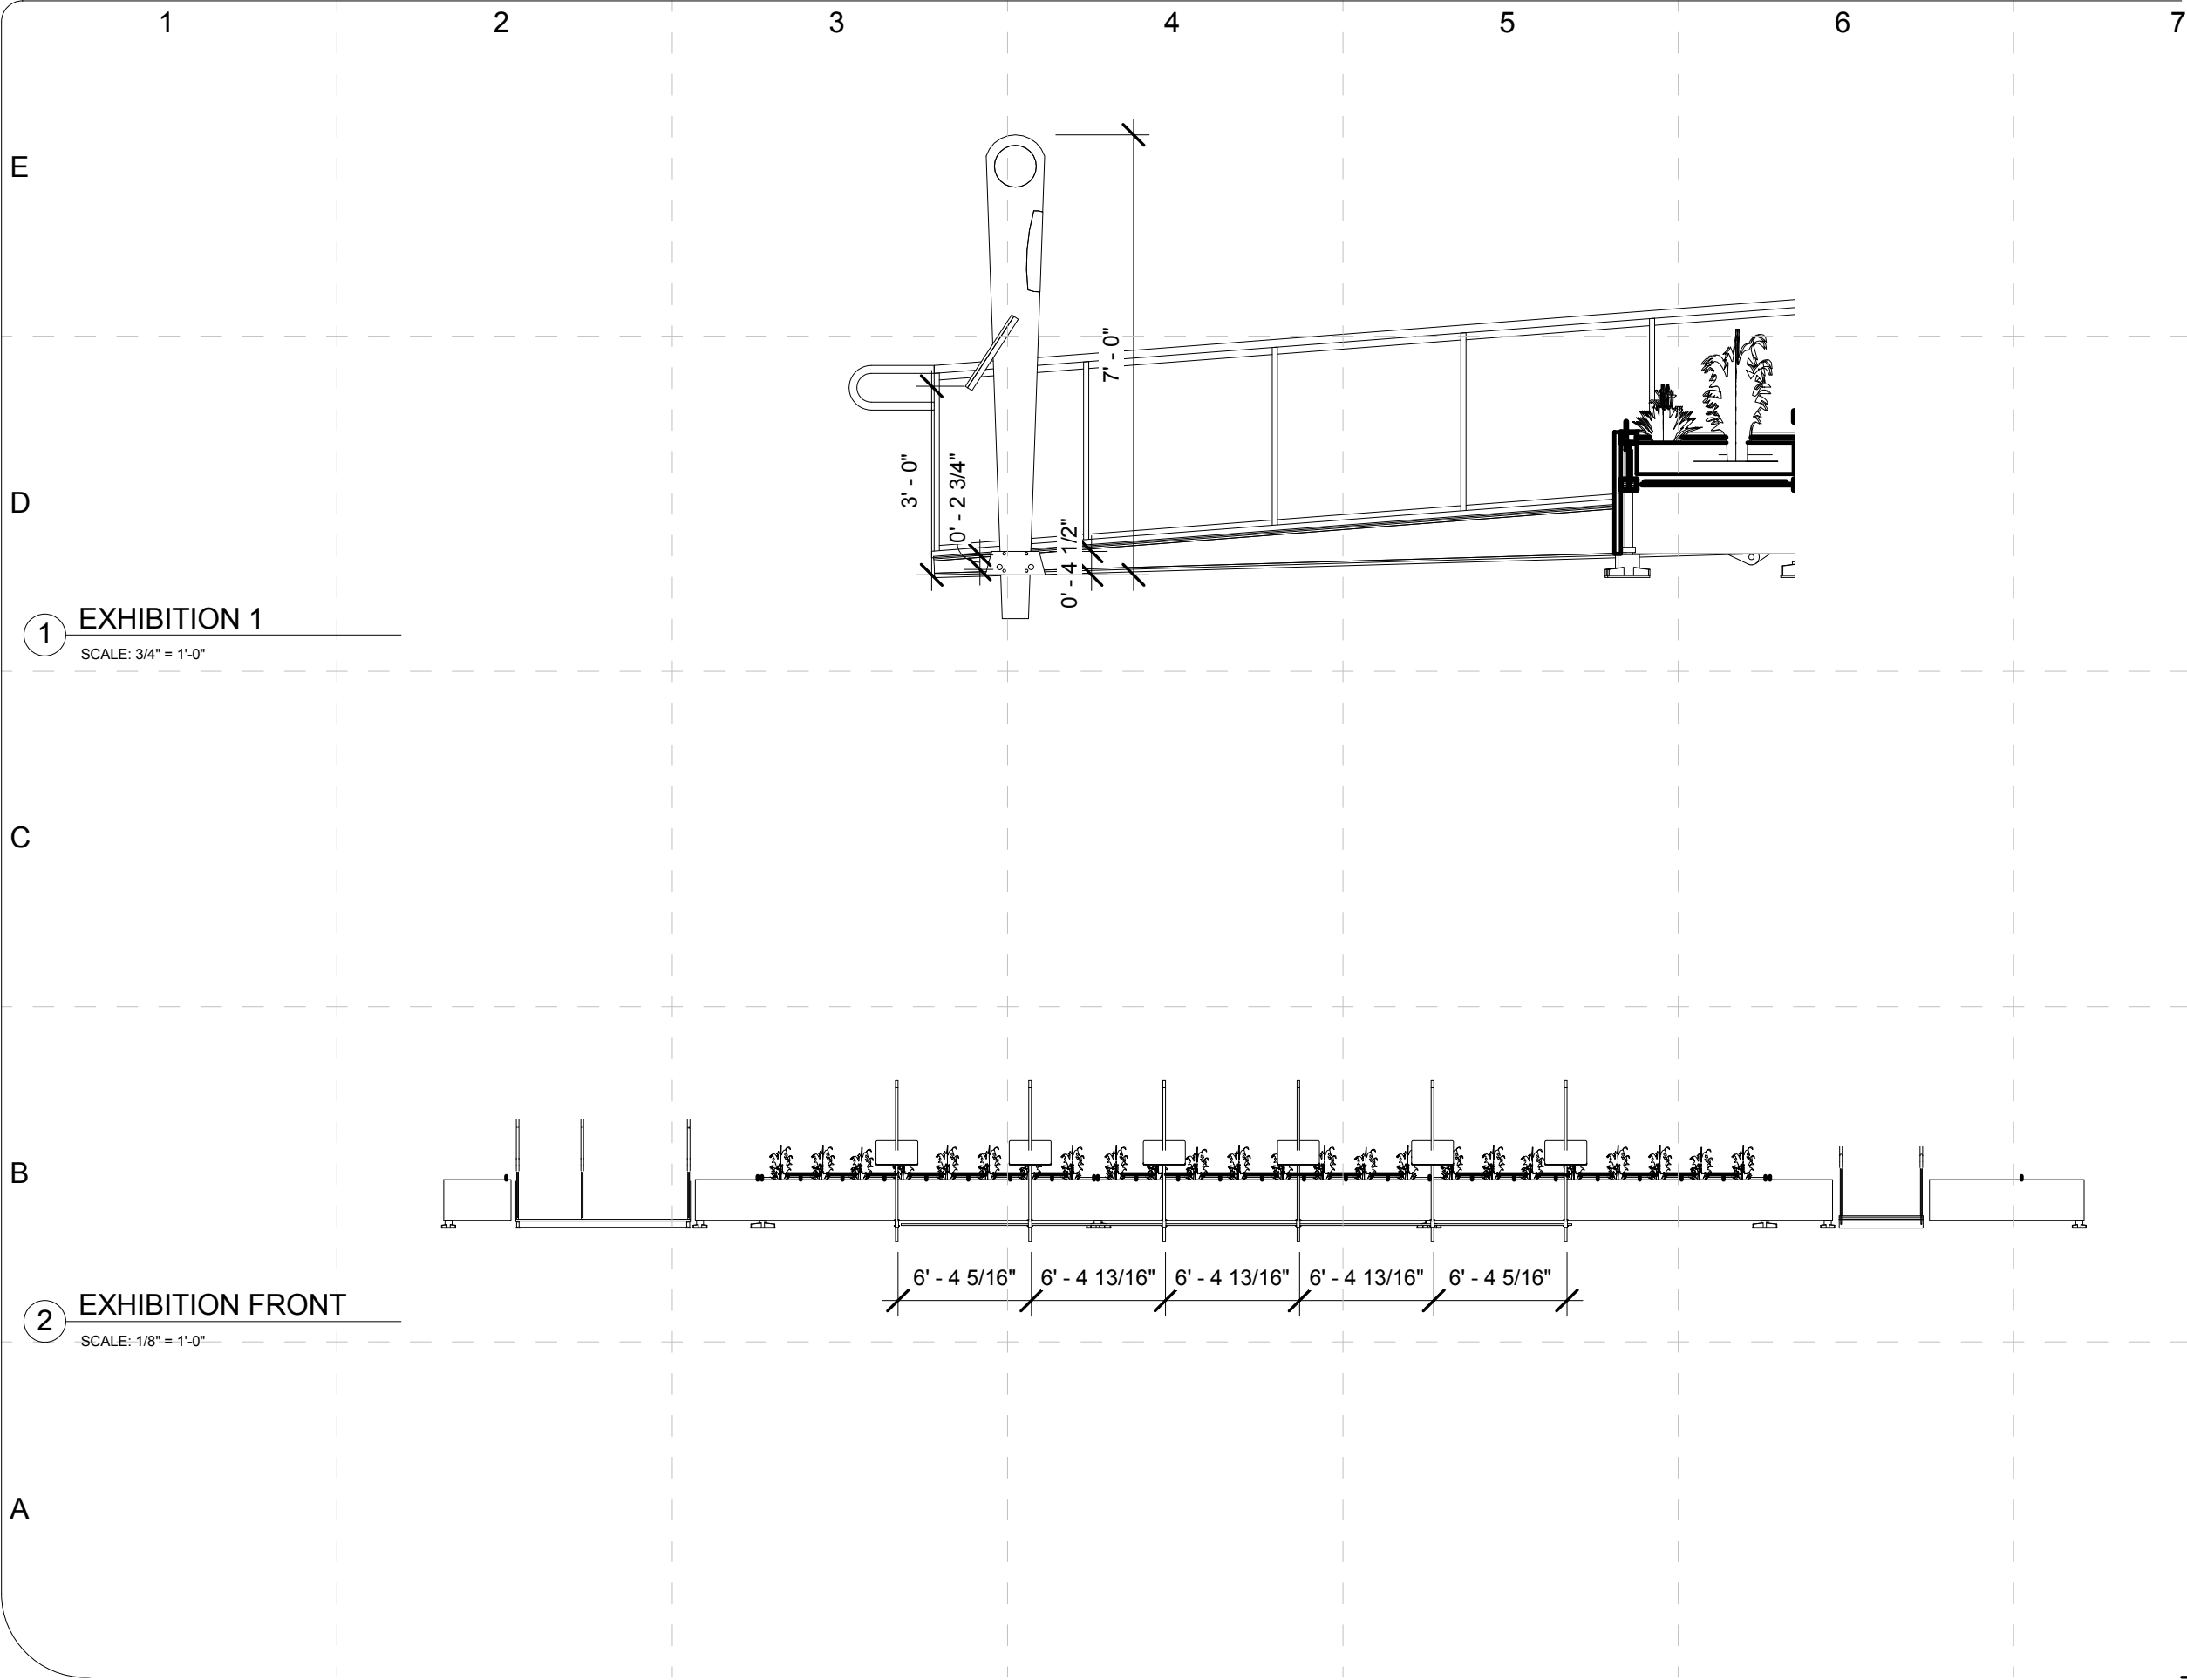 1 2 3 4 5 6 7
E
7' - 0"
D
3' - 0"
0' - 2 3/4"
0' - 4 1/2"
1 EXHIBITION 1
SCALE: 3/4" = 1'-0"
C
B
6' - 4 5/16" 6' - 4 13/16" 6' - 4 13/16" 6' - 4 13/16" 6' - 4 5/16"
2 EXHIBITION FRONT
SCALE: 1/8" = 1'-0"
A